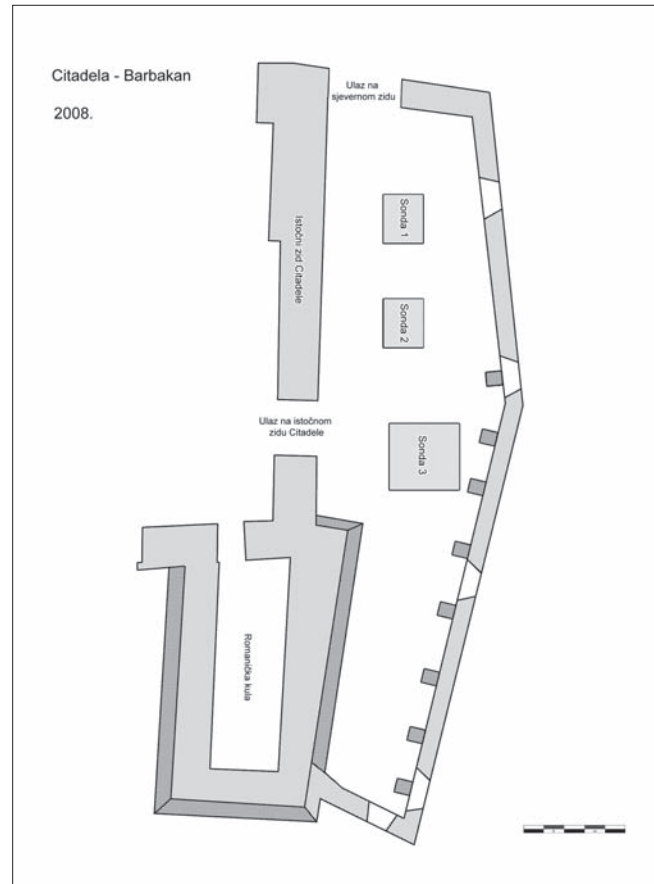 Citadela - Barbakan
2008.
Ulaz na
sjevernom zidu
Sonda 1
Istočni zid Citadele
Sonda 2
Ulaz na istočnom
zidu Citadele
Sonda 3
Romanička kula